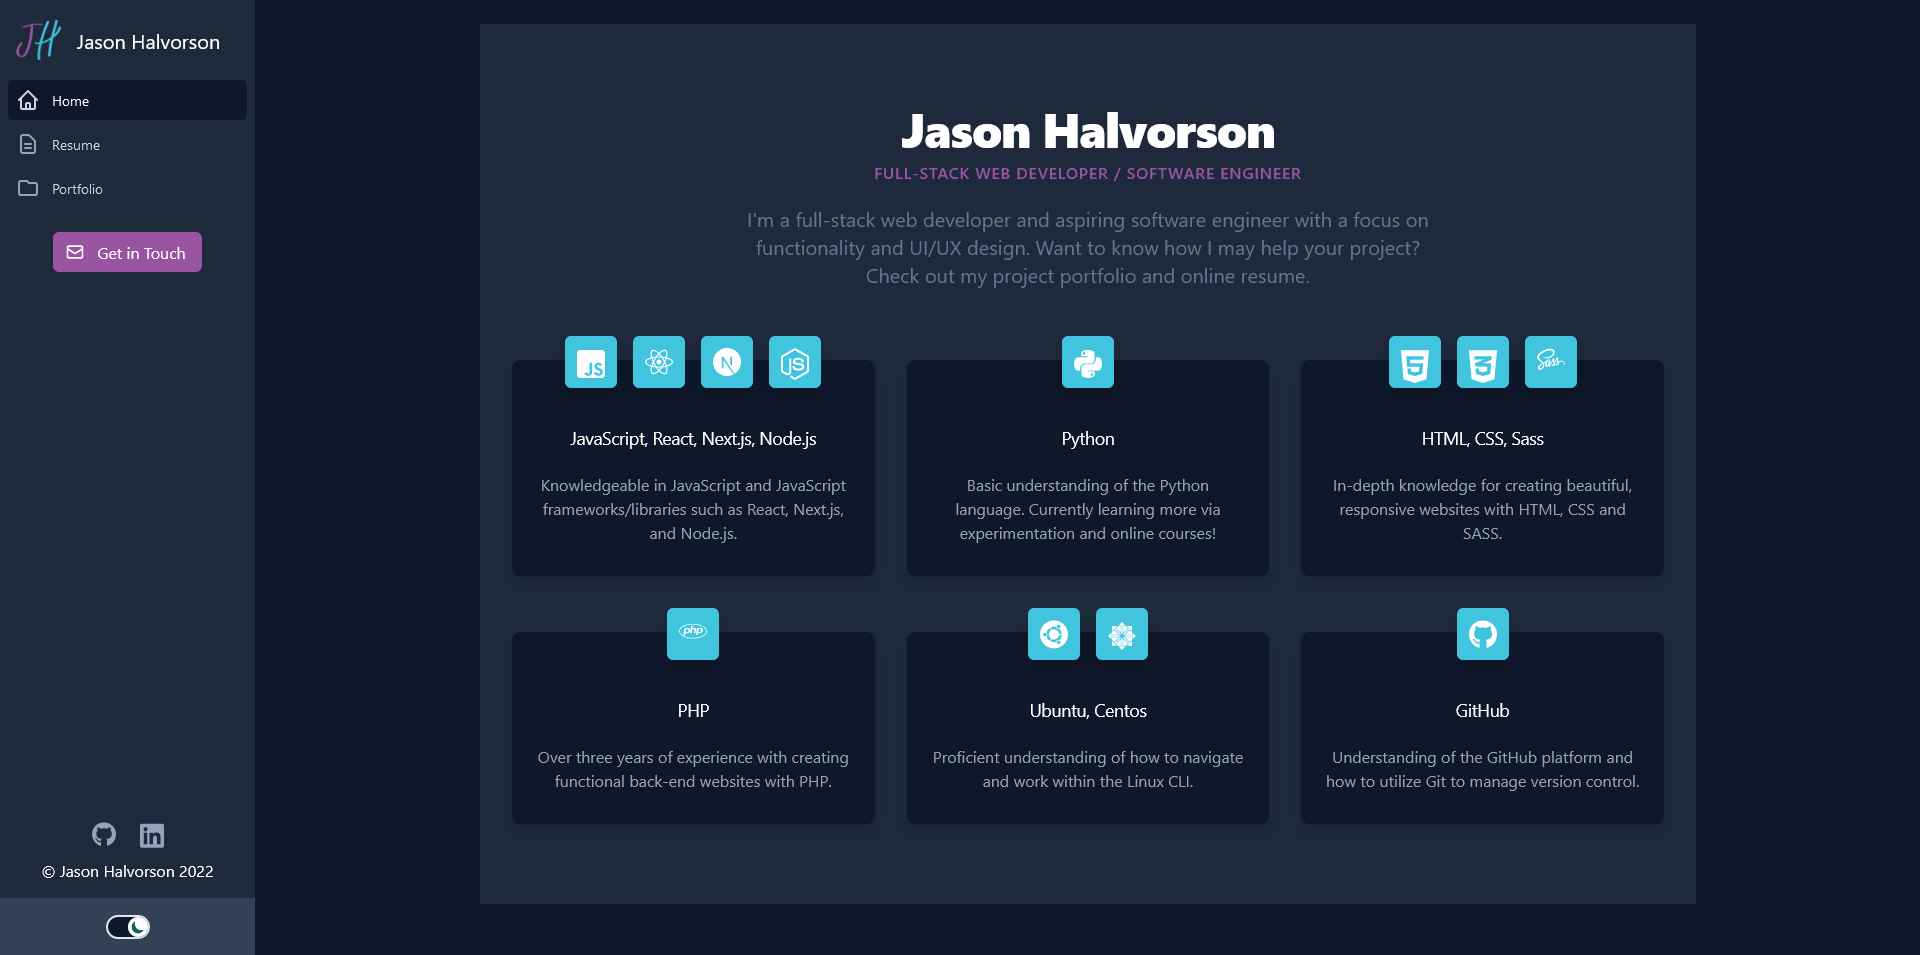 JH
Jason Halvorson
Home
Resume
Portfolio
Get in Touch
© Jason Halvorson 2022
Jason Halvorson
FULL-STACK WEB DEVELOPER / SOFTWARE ENGINEER
I'm a full-stack web developer and aspiring software engineer with a focus on
functionality and UI/UX design. Want to know how I may help your project?
Check out my project portfolio and online resume.
JS
N
JS
JavaScript, React, Next.js, Node.js
Knowledgeable in JavaScript and JavaScript
frameworks/libraries such as React, Next.js,
and Node.js.
Python
Basic understanding of the Python
language. Currently learning more via
experimentation and online courses!
5
3
Sass
HTML, CSS, Sass
In-depth knowledge for creating beautiful,
responsive websites with HTML, CSS and
SASS.
php
PHP
Over three years of experience with creating
functional back-end websites with PHP.
Ubuntu, Centos
Proficient understanding of how to navigate
and work within the Linux CLI.
GitHub
Understanding of the GitHub platform and
how to utilize Git to manage version control.
in